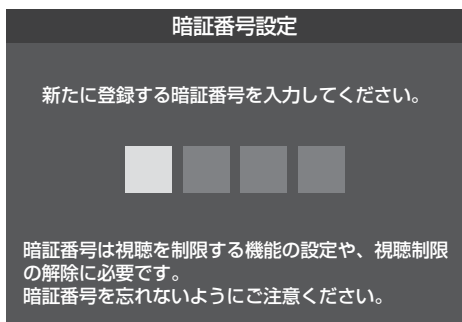 暗証番号設定
新たに登録する暗証番号を入力してください。
暗証番号は視聴を制限する機能の設定や、視聴制限
の解除に必要です。
暗証番号を忘れないようにご注意ください。